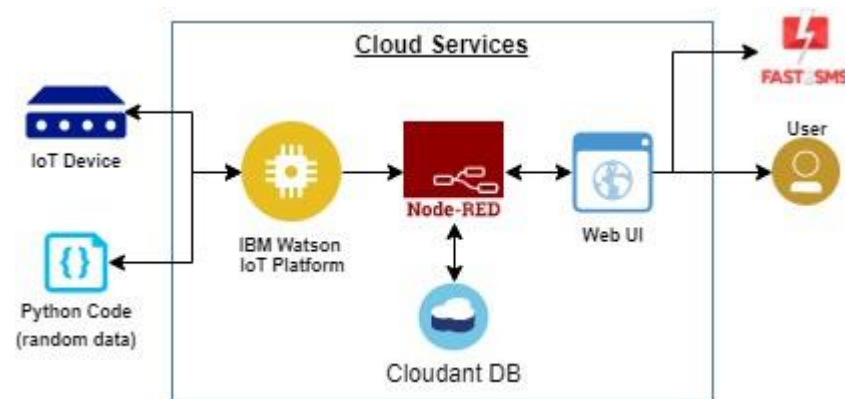 Cloud Services
FAST2SMS
IoT Device
User
Node-RED
IBM Watson
IoT Platform
Web UI
{ }
Python Code
(random data)
Cloudant DB